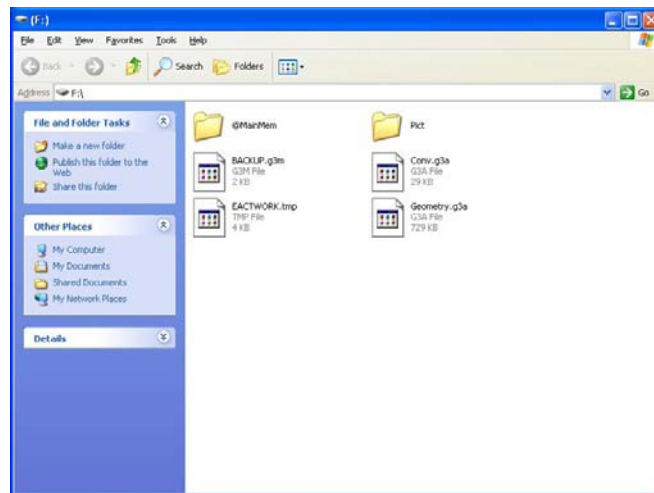 (F:)
File Edit View Favorites Tools Help
Back Search Folders
Address F:\ Go
File and Folder Tasks
Make a new folder
Publish this folder to the
Web
Share this folder
Other Places
My Computer
My Documents
Shared Documents
My Network Places
Details
@MainMem Pict
BACKUP.g3m
G3M File
2 KB
Conv.g3a
G3A File
29 KB
EACTWORK.tmp
TMP File
4 KB
Geometry.g3a
G3A File
729 KB